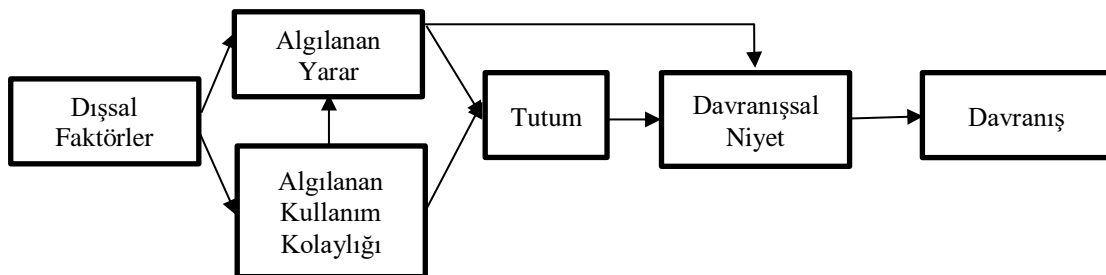 Dışsal
Faktörler
Algılanan
Yarar
Algılanan
Kullanım
Kolaylığı
Tutum
Davranışsal
Niyet
Davranış